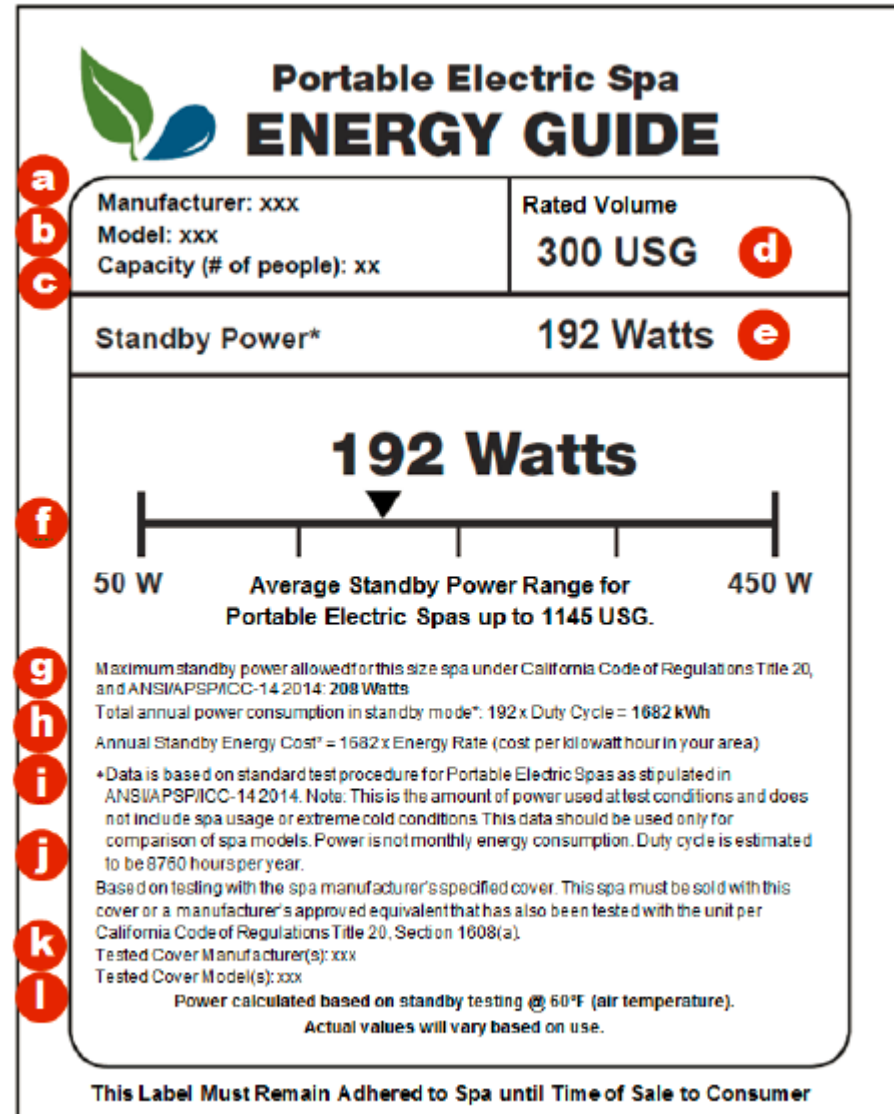 Portable Electric Spa
ENERGY GUIDE
a
Manufacturer: xxx
b
Model: xxx
c
Capacity (# of people): xx
Rated Volume
300 USG
d
Standby Power*
192 Watts
e
192 Watts
f
50 W
450 W
Average Standby Power Range for
Portable Electric Spas up to 1145 USG.
g
Maximum standby power allowed for this size spa under California Code of Regulations Title 20,
and ANSI/APSP/ICC-14 2014: 208 Watts
h
Total annual power consumption in standby mode*: 192 x Duty Cycle = 1682 kWh
Annual Standby Energy Cost* = 1682 x Energy Rate (cost per kilowatt hour in your area)
i
*Data is based on standard test procedure for Portable Electric Spas as stipulated in
ANSI/APSP/ICC-14 2014. Note: This is the amount of power used at test conditions and does
not include spa usage or extreme cold conditions. This data should be used only for
comparison of spa models. Power is not monthly energy consumption. Duty cycle is estimated
to be 8760 hours per year.
j
Based on testing with the spa manufacturer's specified cover. This spa must be sold with this
cover or a manufacturer's approved equivalent that has also been tested with the unit per
California Code of Regulations Title 20, Section 1608(a).
k
Tested Cover Manufacturer(s): xxx
Tested Cover Model(s): xxx
l
Power calculated based on standby testing @ 60°F (air temperature).
Actual values will vary based on use.
This Label Must Remain Adhered to Spa until Time of Sale to Consumer